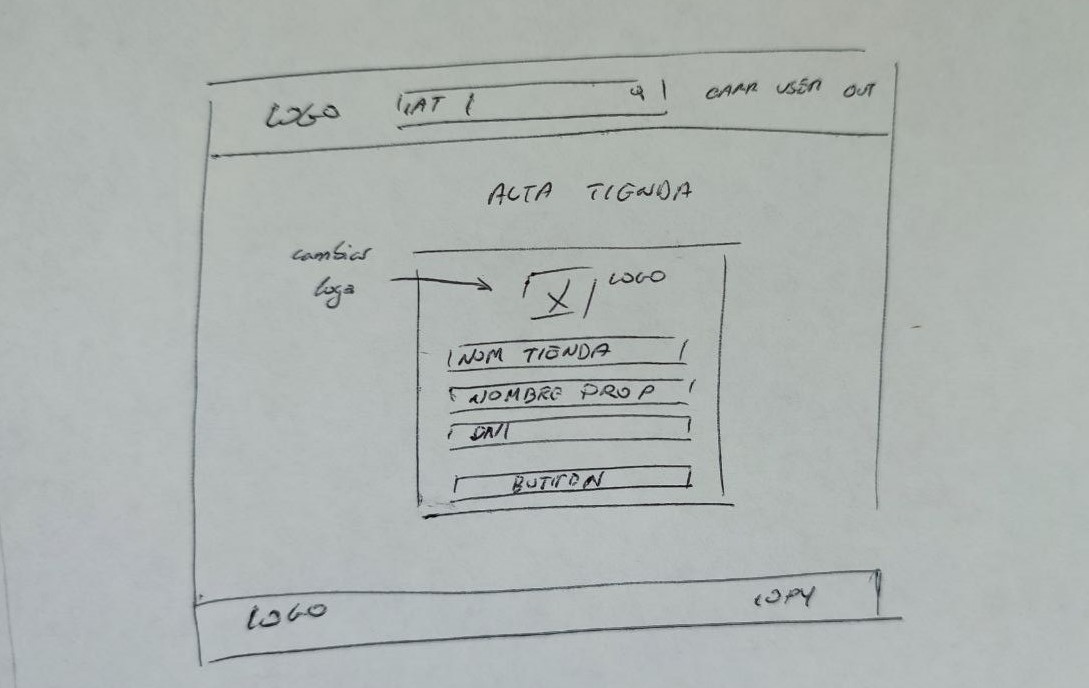 LOGO
CAT
CARR USER OUT
ALTA TIENDA
cambiar
logo
LOGO
NOM TIENDA
NOMBRE PROP
DNI
BUTTON
LOGO
COPY